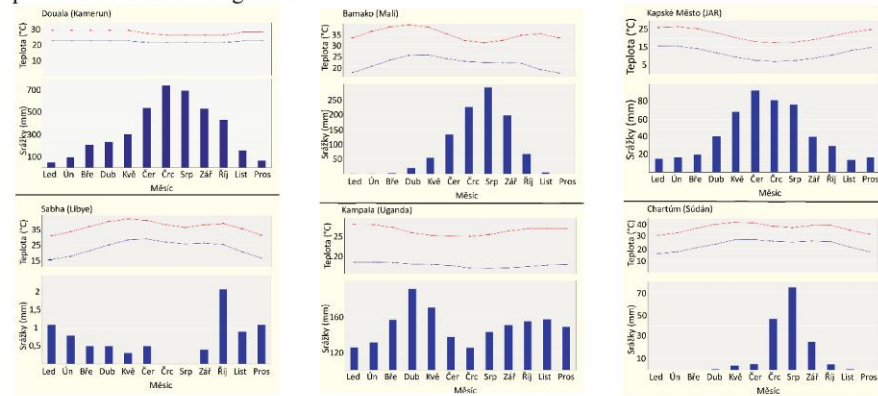 Douala (Kamerun)
Teplota (°C)
30
20
10
Srážky (mm)
700
500
300
100
Led Ún Bře Dub Kvě Čer Črc Srp Zář Říj List Pros
Měsíc
Bamako (Mali)
Teplota (°C)
35
30
25
20
Srážky (mm)
250
200
150
100
50
Led Ún Bře Dub Kvě Čer Črc Srp Zář Říj List Pros
Měsíc
Kapské Město (JAR)
Teplota (°C)
25
15
5
Srážky (mm)
80
60
40
20
Led Ún Bře Dub Kvě Čer Črc Srp Zář Říj List Pros
Měsíc
Sabha (Libye)
Teplota (°C)
35
25
15
Srážky (mm)
2
1,5
1
0,5
Led Ún Bře Dub Kvě Čer Črc Srp Zář Říj List Pros
Měsíc
Kampala (Uganda)
Teplota (°C)
25
20
Srážky (mm)
160
120
Led Ún Bře Dub Kvě Čer Črc Srp Zář Říj List Pros
Měsíc
Chartúm (Súdán)
Teplota (°C)
40
30
20
10
Srážky (mm)
70
50
30
10
Led Ún Bře Dub Kvě Čer Črc Srp Zář Říj List Pros
Měsíc